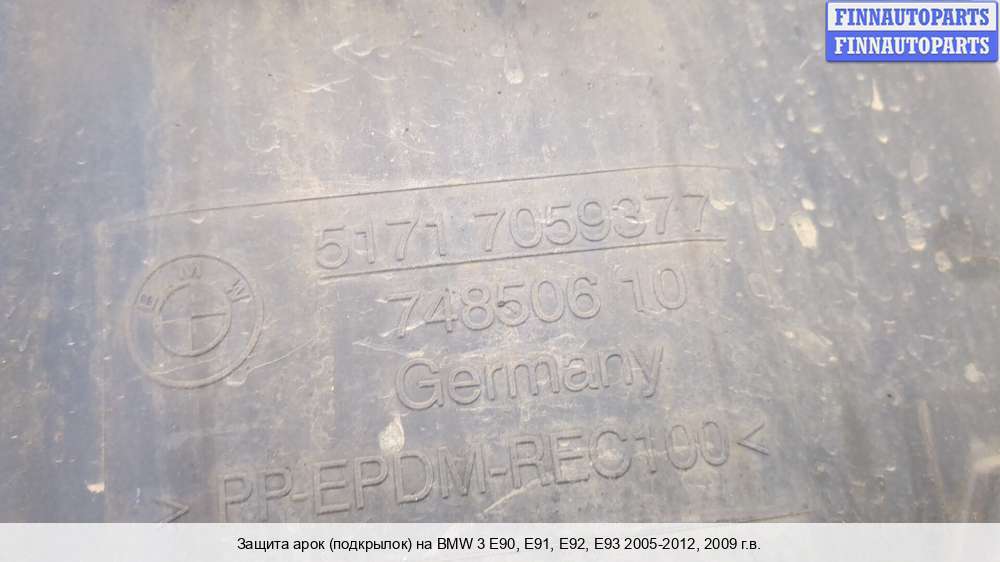 FINNAUTOPARTS
FINNAUTOPARTS
5171 7059377
BMW
748506 10
Germany
>PP-EPDM-REC100<
Защита арок (подкрылок) на BMW 3 E90, E91, E92, E93 2005-2012, 2009 г.в.